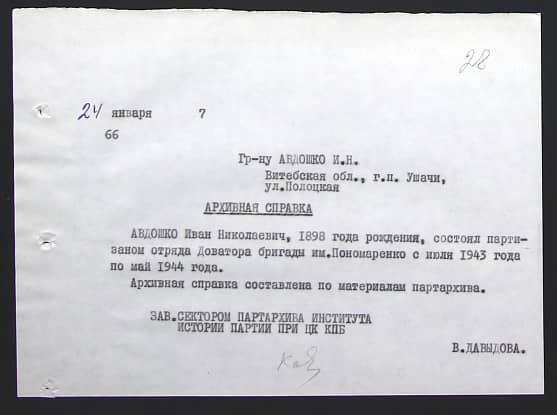 28
24 января 7
66
Гр-ну АВДОШКО И.Н.
Витебская обл., г.п. Ушачи,
ул.Полоцкая
АРХИВНАЯ СПРАВКА
АВДОШКО Иван Николаевич, 1898 года рождения, состоял парти-
заном отряда Доватора бригады им.Пономаренко с июля 1943 года
по май 1944 года.
Архивная справка составлена по материалам партархива.
ЗАВ.СЕКТОРОМ ПАРТАРХИВА ИНСТИТУТА
ИСТОРИИ ПАРТИИ ПРИ ЦК КПБ
В.ДАВЫДОВА.